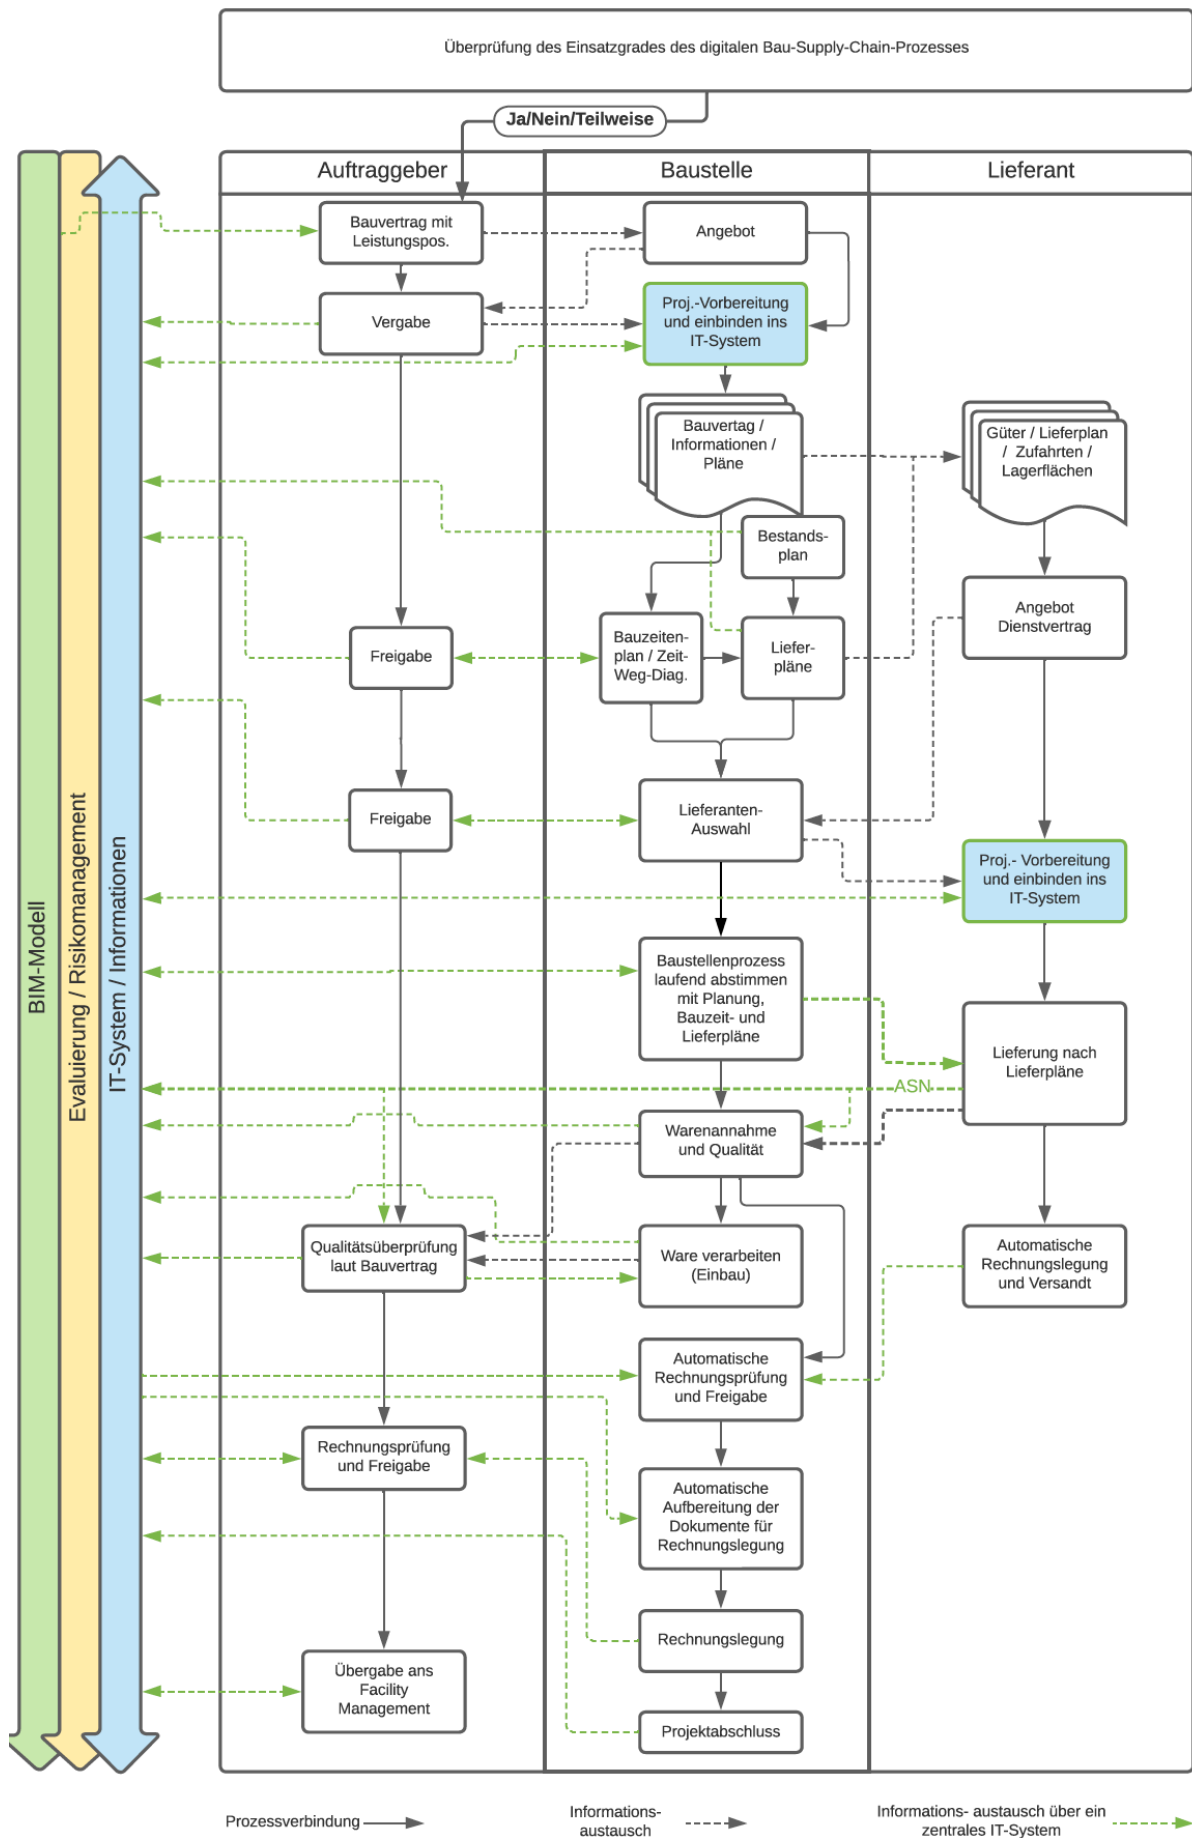 Überprüfung des Einsatzgrades des digitalen Bau-Supply-Chain-Prozesses
Ja/Nein/Teilweise
BIM-Modell
Evaluierung / Risikomanagement
IT-System / Informationen
Auftraggeber
Baustelle
Lieferant
Bauvertrag mit
Leistungspos.
Angebot
Vergabe
Proj.-Vorbereitung
und einbinden ins
IT-System
Bauvertag /
Informationen /
Pläne
Güter / Lieferplan
/ Zufahrten /
Lagerflächen
Bestands-
plan
Angebot
Dienstvertrag
Freigabe
Bauzeiten-
plan / Zeit-
Weg-Diag.
Liefer-
pläne
Freigabe
Lieferanten-
Auswahl
Proj.- Vorbereitung
und einbinden ins
IT-System
Baustellenprozess
laufend abstimmen
mit Planung,
Bauzeit- und
Lieferpläne
Lieferung nach
Lieferpläne
ASN
Warenannahme
und Qualität
Qualitätsüberprüfung
laut Bauvertrag
Ware verarbeiten
(Einbau)
Automatische
Rechnungslegung
und Versandt
Automatische
Rechnungsprüfung
und Freigabe
Rechnungsprüfung
und Freigabe
Automatische
Aufbereitung der
Dokumente für
Rechnungslegung
Rechnungslegung
Übergabe ans
Facility
Management
Projektabschluss
Prozessverbindung
Informations-
austausch
Informations- austausch über ein
zentrales IT-System